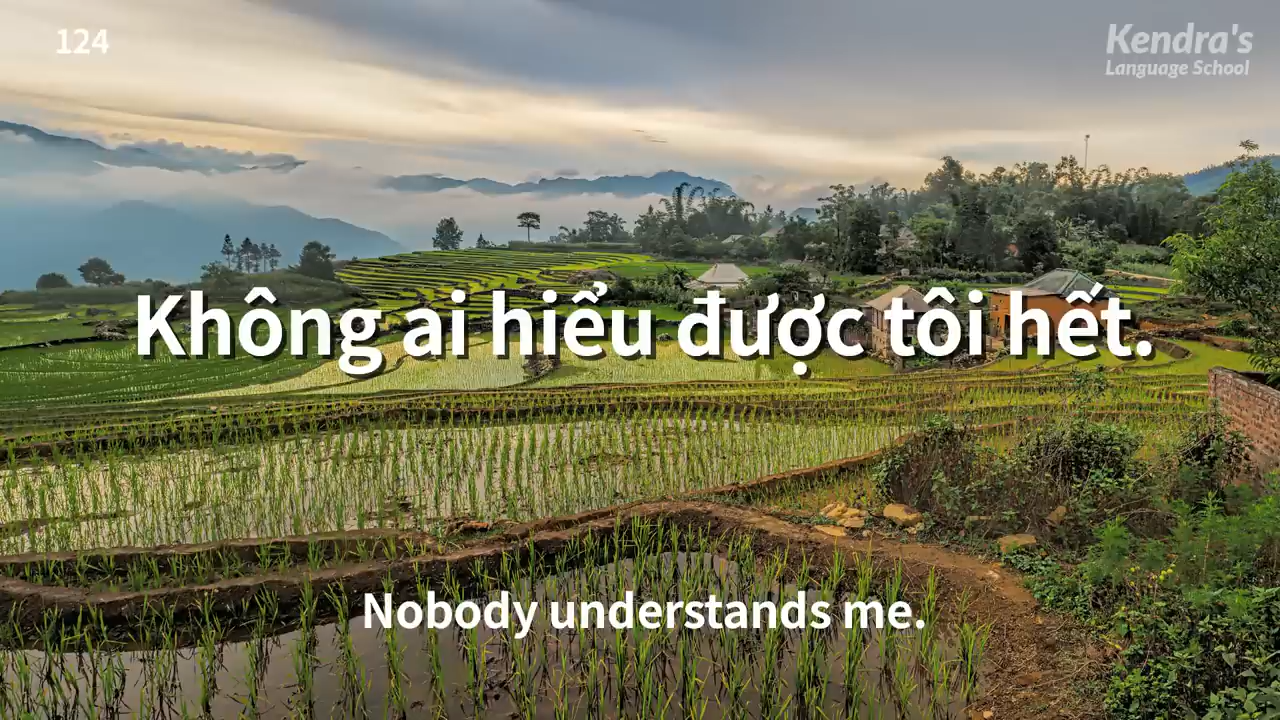 124
Kendra's
Language School
Không ai hiểu được tôi hết.
Nobody understands me.